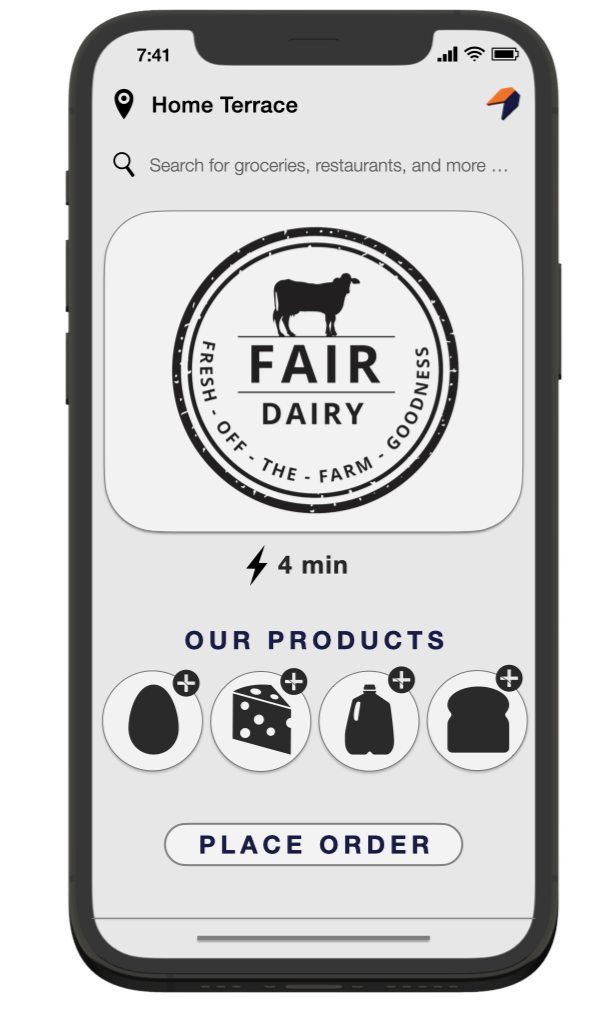 7:41
Home Terrace
Search for groceries, restaurants, and more ...
FAIR
DAIRY
FRESH - OFF - THE - FARM - GOODNESS
4 min
OUR PRODUCTS
PLACE ORDER